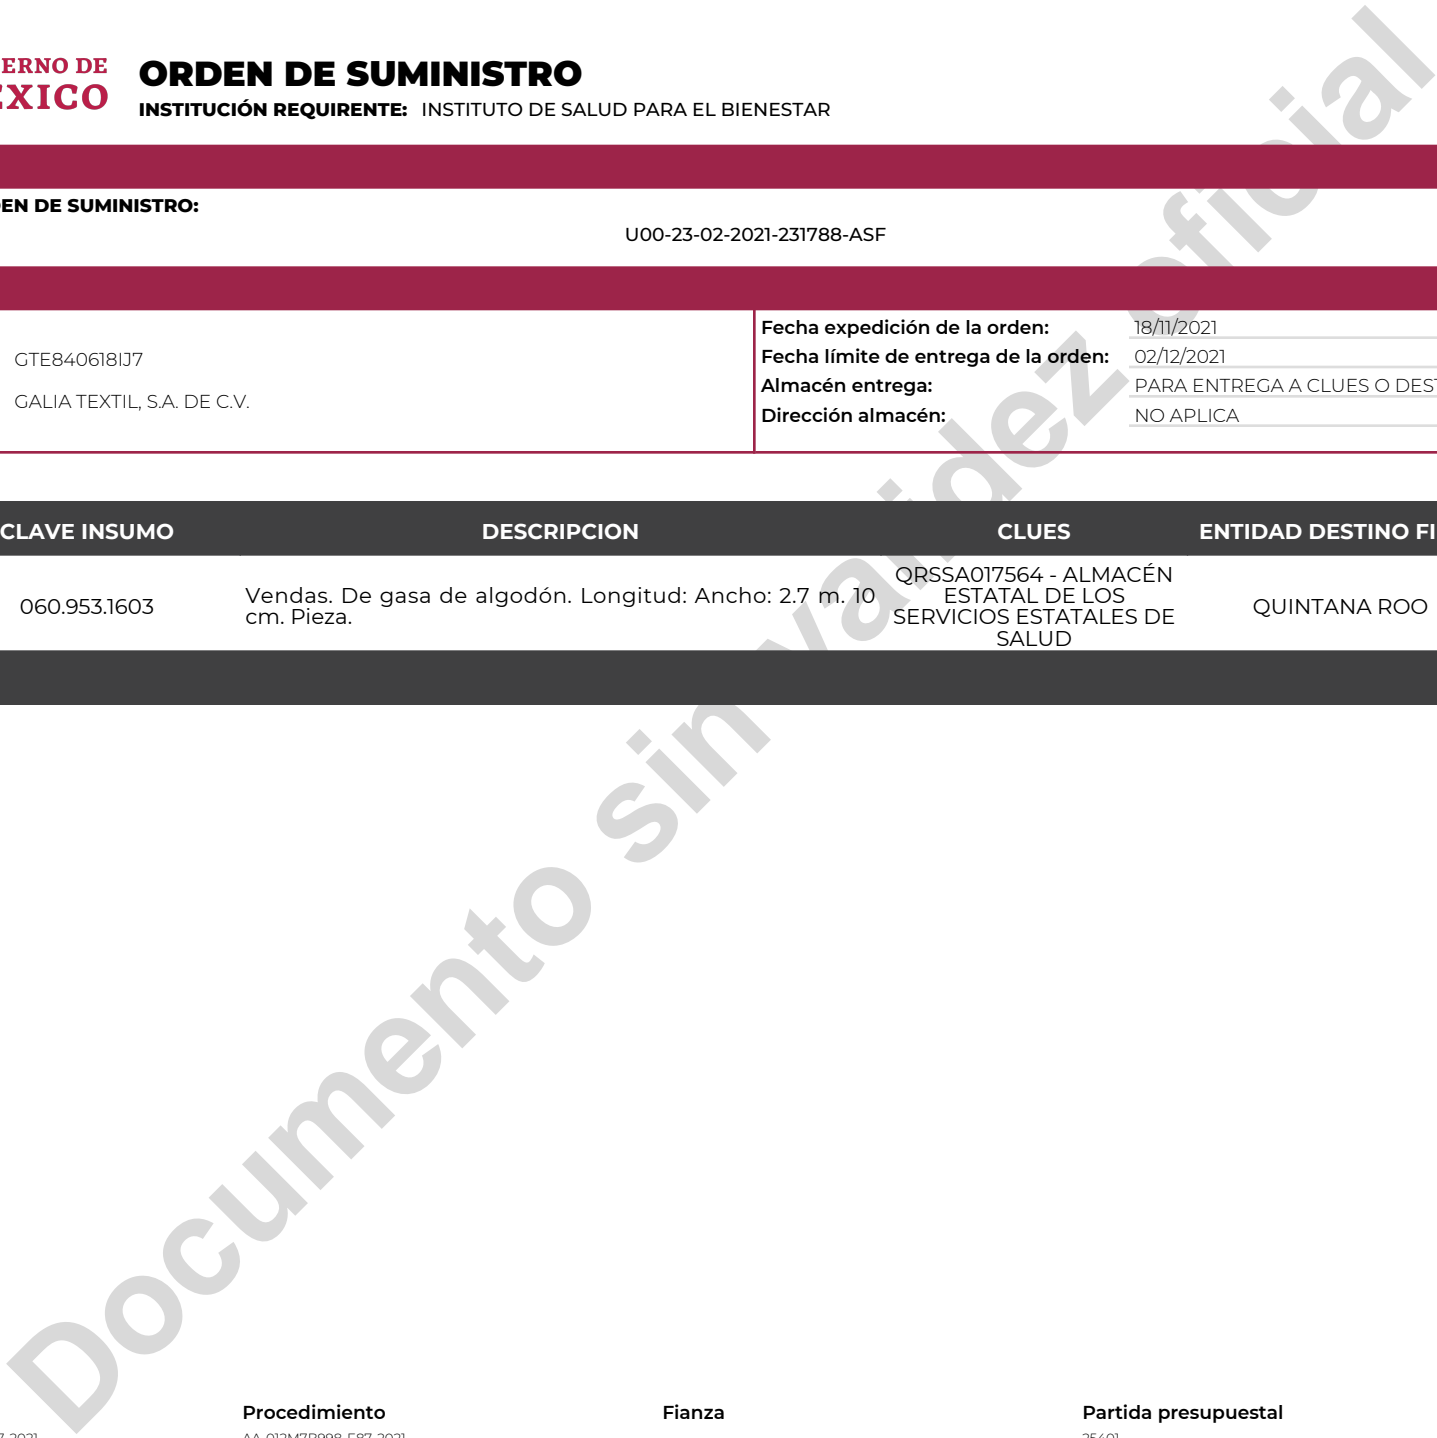 ERNO DE
EXICO
ORDEN DE SUMINISTRO
INSTITUCIÓN REQUIRENTE: INSTITUTO DE SALUD PARA EL BIENESTAR
EN DE SUMINISTRO:
U00-23-02-2021-231788-ASF
GTE840618IJ7
GALIA TEXTIL, S.A. DE C.V.
Fecha expedición de la orden: 18/11/2021
Fecha límite de entrega de la orden: 02/12/2021
Almacén entrega: PARA ENTREGA A CLUES O DEST
Dirección almacén: NO APLICA
CLAVE INSUMO DESCRIPCION CLUES ENTIDAD DESTINO FI
060.953.1603
Vendas. De gasa de algodón. Longitud: Ancho: 2.7 m. 10
cm. Pieza.
QRSSA017564 - ALMACÉN
ESTATAL DE LOS
SERVICIOS ESTATALES DE
SALUD
QUINTANA ROO
Documento sin validez oficial
Procedimiento Fianza Partida presupuestal